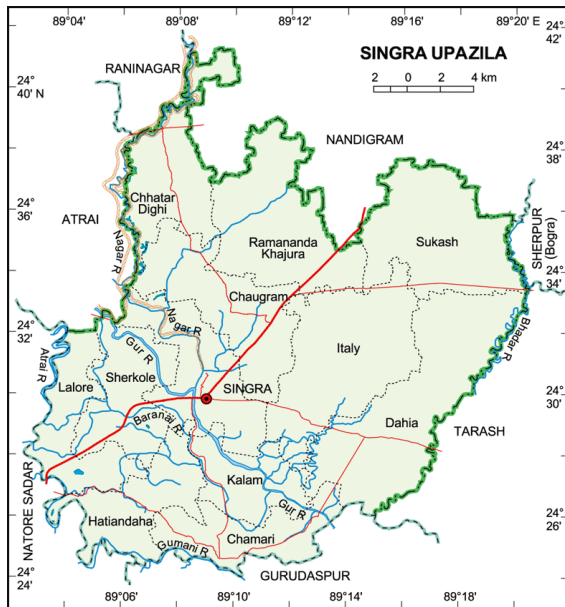 89°04'
89°08'
89°12'
89°16'
89°20' E
24°
42'
SINGRA UPAZILA
2 0 2 4 km
RANINAGAR
24°
40' N
NANDIGRAM
24°
38'
Chhatar
Dighi
24°
36'
ATRAI
Nagar R
Ramananda
Khajura
Sukash
SHERPUR
(Bogra)
24°
34'
Chaugram
Nagar R
24°
32'
Gur R
Bhadar R
Atrai R
Italy
Lalore
Sherkole
SINGRA
24°
30'
Baranai R
Dahia
TARASH
NATORE SADAR
Kalam
Gur R
24°
26'
Hatiandaha
Chamari
Gumani R
24°
24'
GURUDASPUR
89°06'
89°10'
89°14'
89°18'